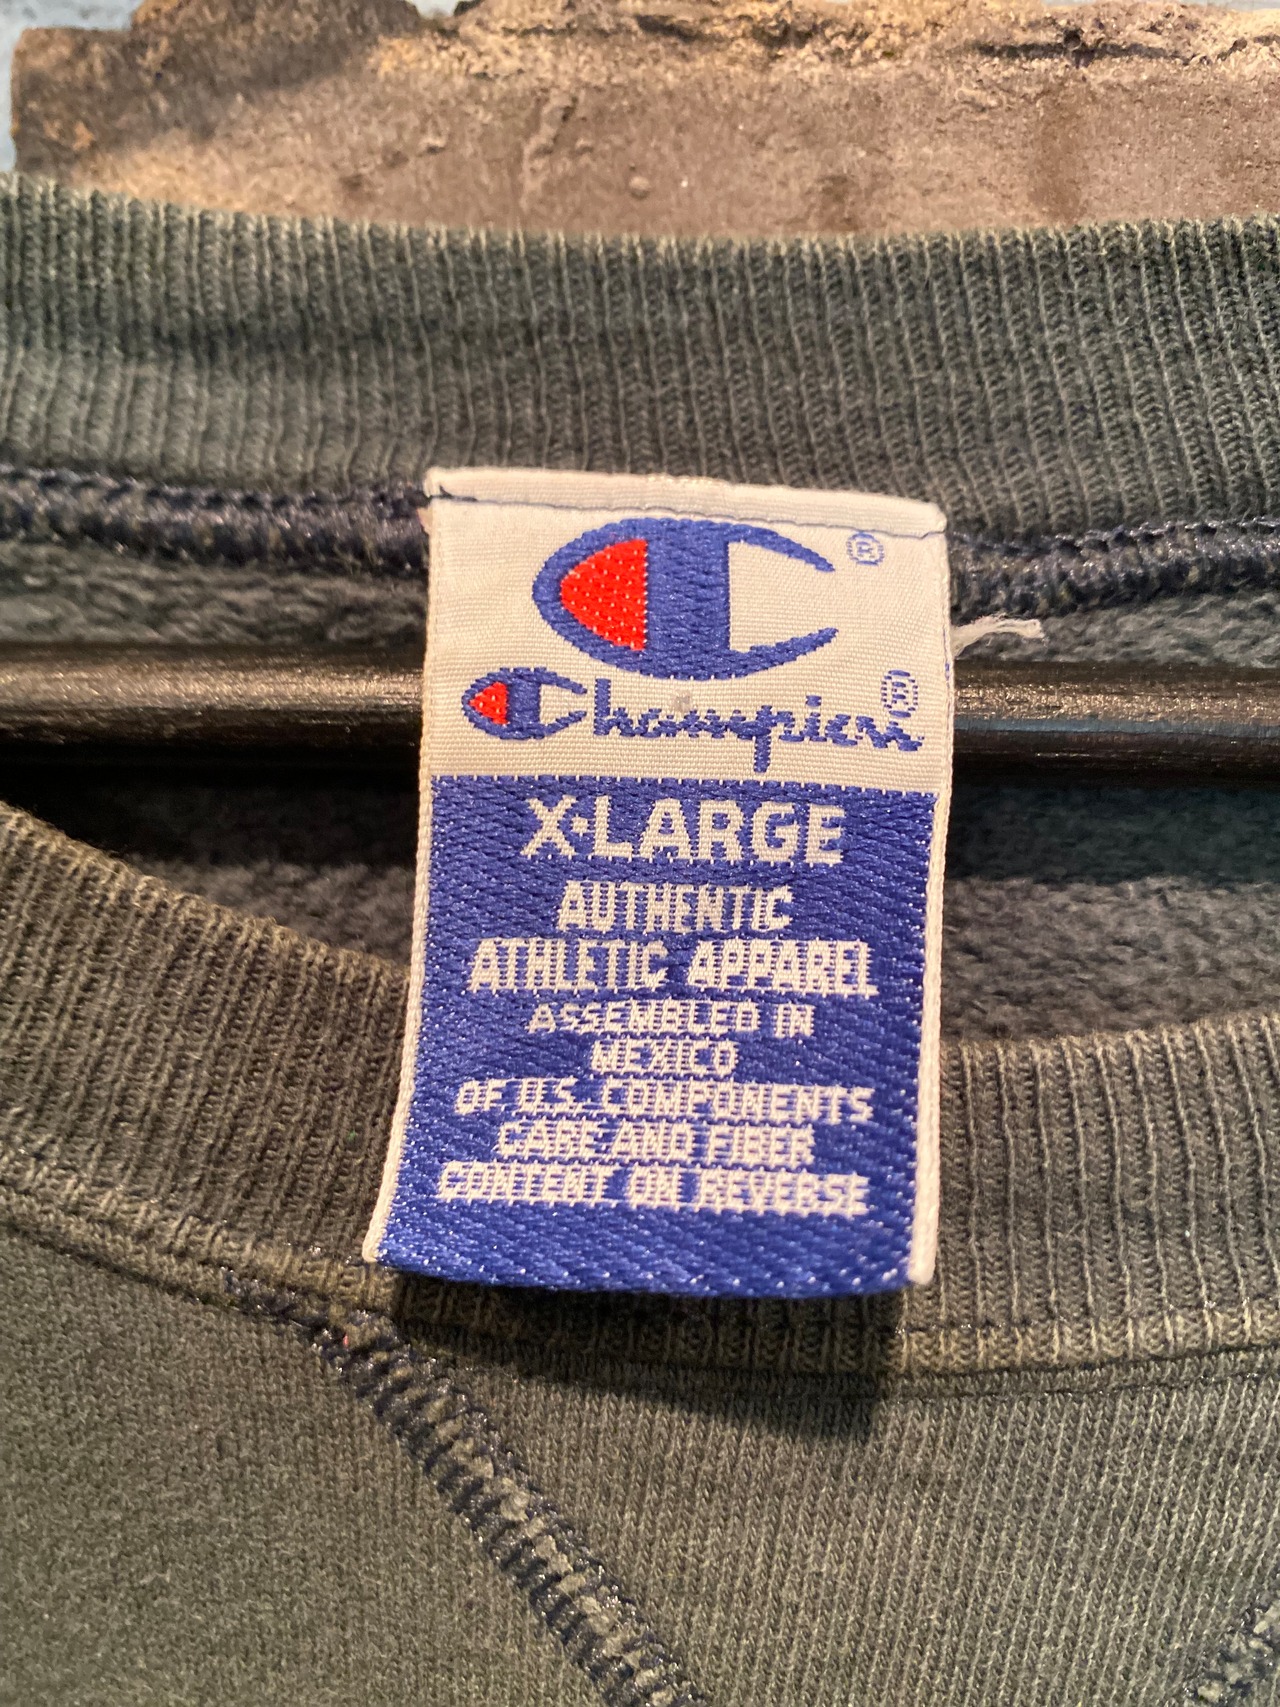 ®
Champion®
X-LARGE
AUTHENTIC
ATHLETIC APPAREL
ASSEMBLED IN
MEXICO
OF U.S. COMPONENTS
CARE AND FIBER
CONTENT ON REVERSE